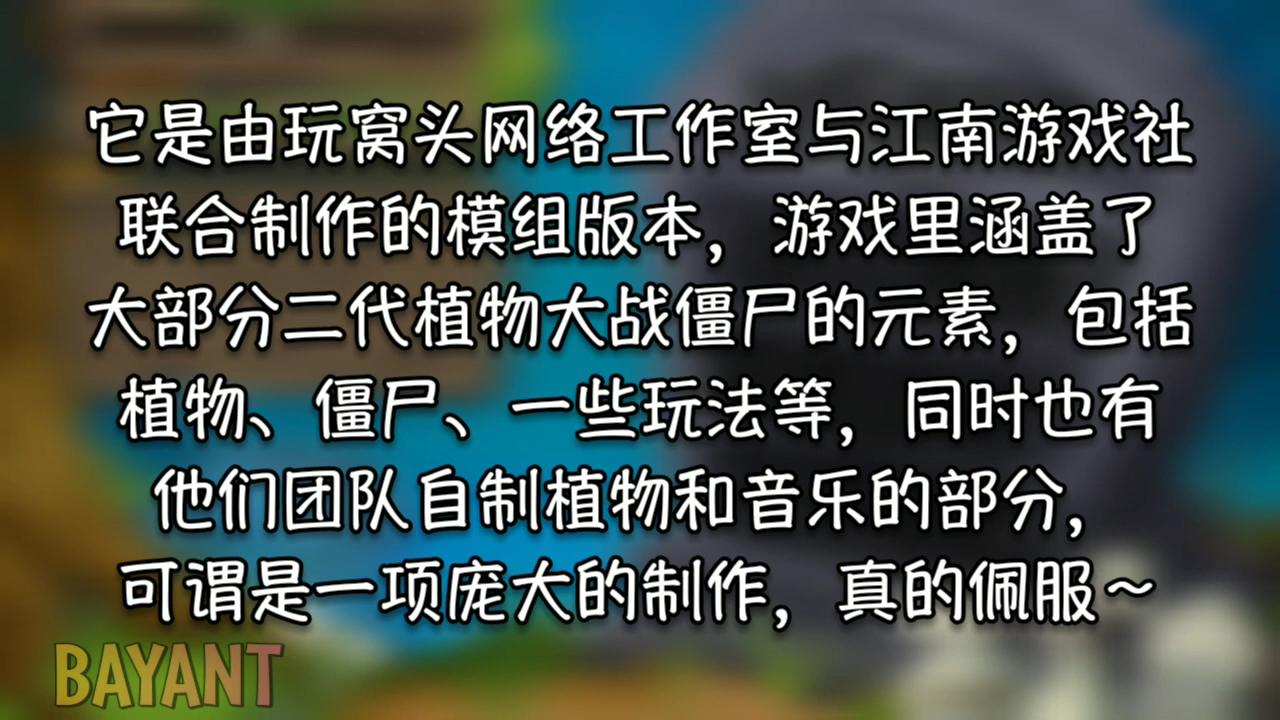 它是由玩窝头网络工作室与江南游戏社
联合制作的模组版本，游戏里涵盖了
大部分二代植物大战僵尸的元素，包括
植物、僵尸、一些玩法等，同时也有
他们团队自制植物和音乐的部分，
可谓是一项庞大的制作，真的佩服～
BAYANT